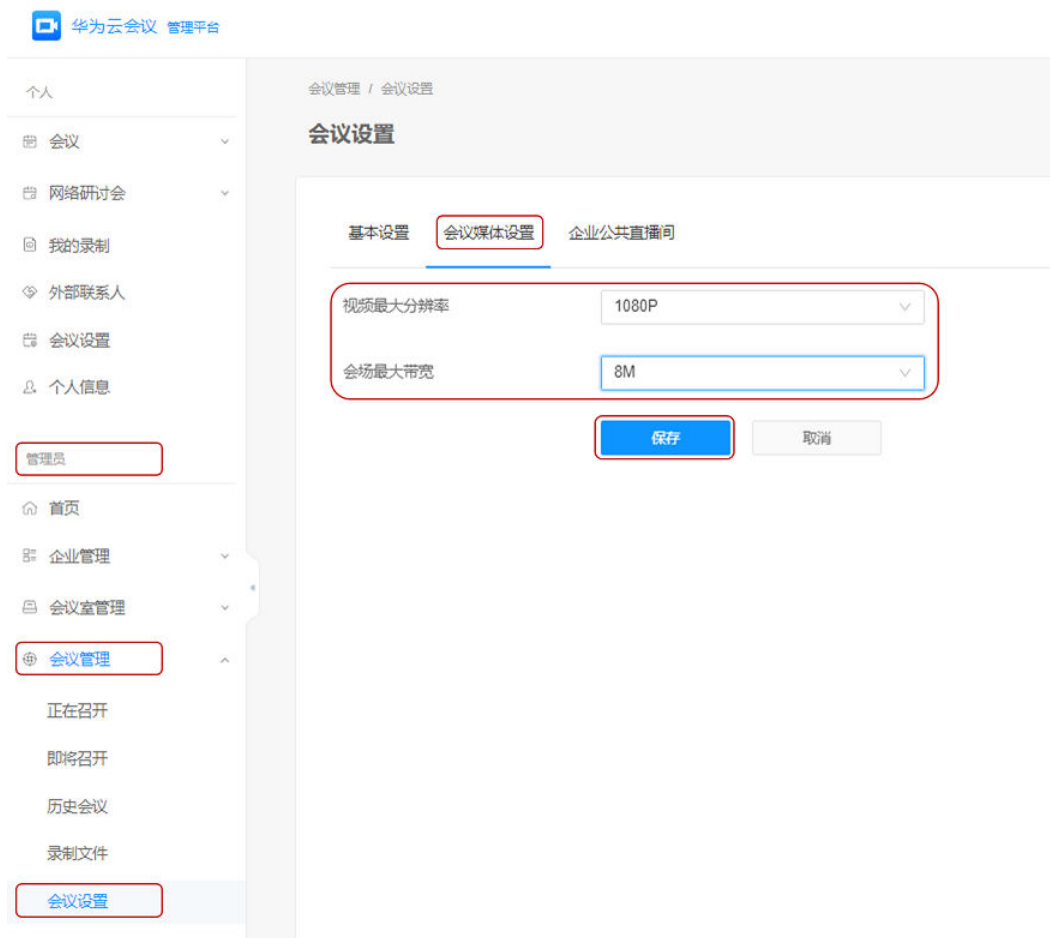 华为云会议 管理平台
个人
会议
网络研讨会
我的录制
外部联系人
会议设置
个人信息
管理员
首页
企业管理
会议室管理
会议管理
正在召开
即将召开
历史会议
录制文件
会议设置
会议管理 / 会议设置
会议设置
基本设置 会议媒体设置 企业公共直播间
视频最大分辨率 1080P
会场最大带宽 8M
保存 取消